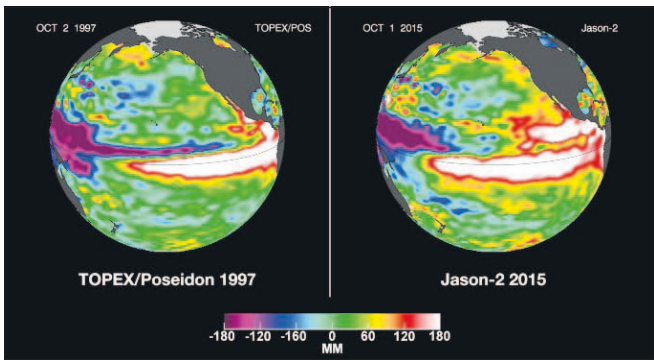 OCT 2 1997
TOPEX/POS
OCT 1 2015
Jason-2
TOPEX/Poseidon 1997
Jason-2 2015
-180 -120 -160 0 60 120 180
MM